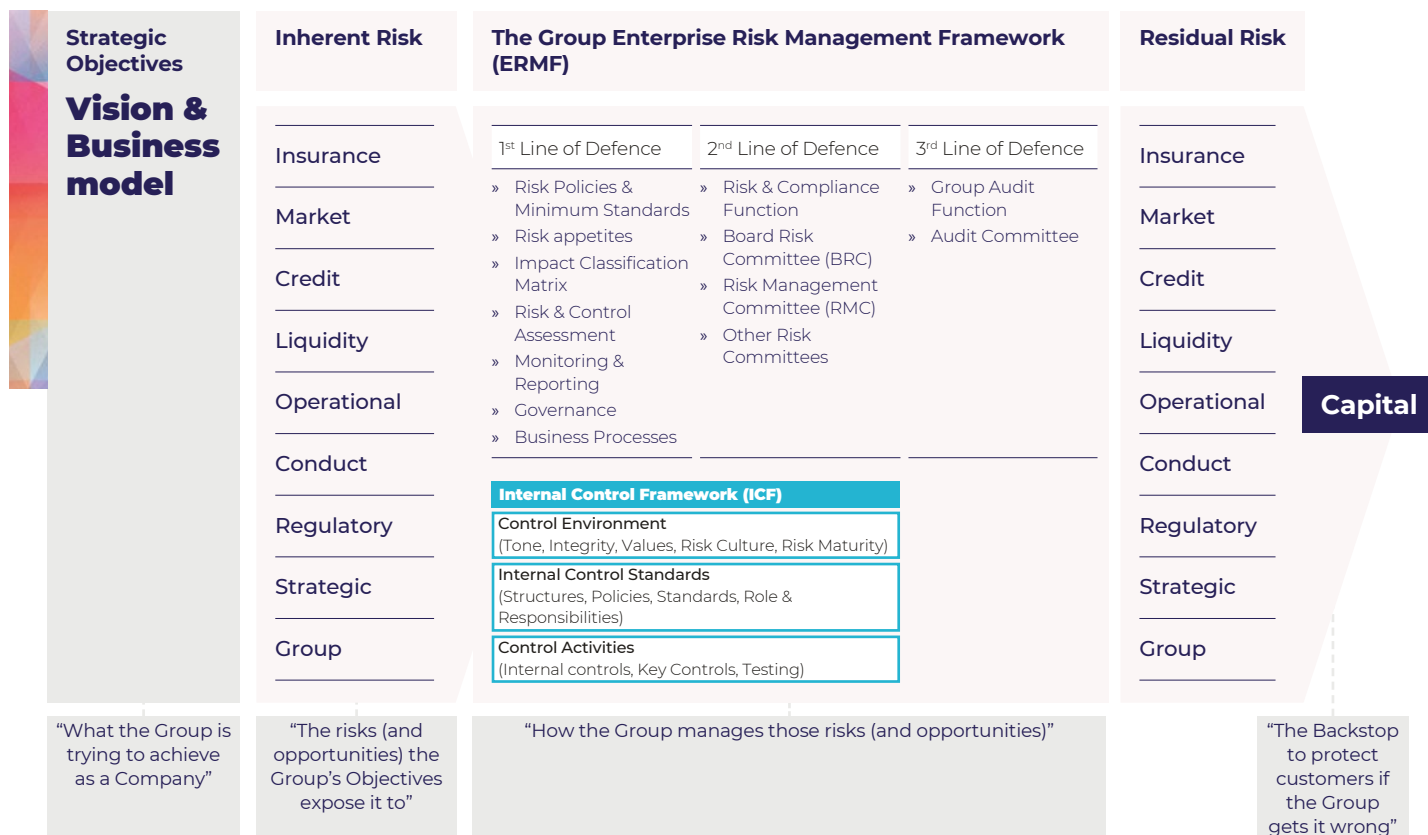 Strategic
Objectives
Vision &
Business
model
Inherent Risk
Insurance
Market
Credit
Liquidity
Operational
Conduct
Regulatory
Strategic
Group
The Group Enterprise Risk Management Framework
(ERMF)
1st Line of Defence
» Risk Policies &
Minimum Standards
» Risk appetites
» Impact Classification
Matrix
» Risk & Control
Assessment
» Monitoring &
Reporting
» Governance
» Business Processes
2nd Line of Defence
» Risk & Compliance
Function
» Board Risk
Committee (BRC)
» Risk Management
Committee (RMC)
» Other Risk
Committees
3rd Line of Defence
» Group Audit
Function
» Audit Committee
Internal Control Framework (ICF)
Control Environment
(Tone, Integrity, Values, Risk Culture, Risk Maturity)
Internal Control Standards
(Structures, Policies, Standards, Role &
Responsibilities)
Control Activities
(Internal controls, Key Controls, Testing)
Residual Risk
Insurance
Market
Credit
Liquidity
Operational
Conduct
Regulatory
Strategic
Group
Capital
“What the Group is
trying to achieve
as a Company”
“The risks (and
opportunities) the
Group’s Objectives
expose it to”
“How the Group manages those risks (and opportunities)”
“The Backstop
to protect
customers if
the Group
gets it wrong”